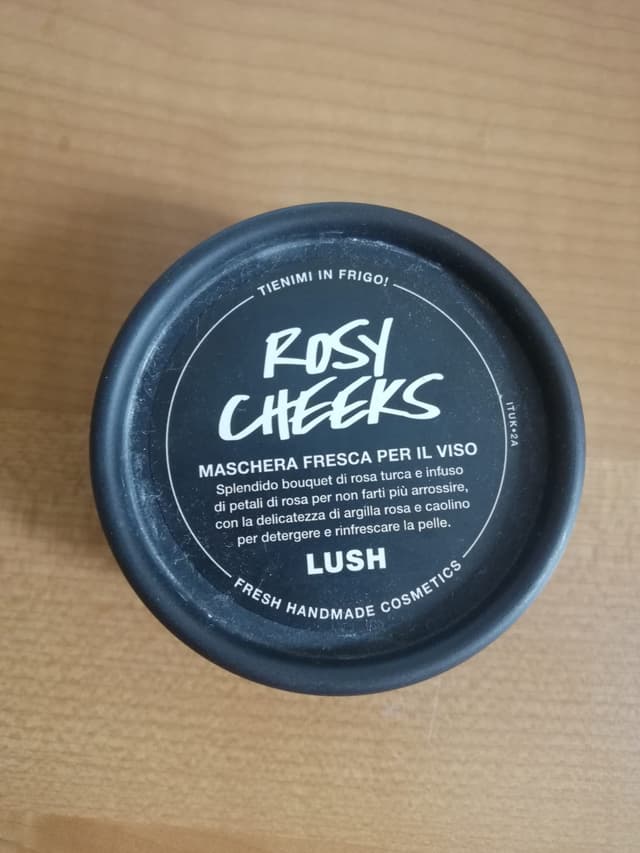 TIENIMI IN FRIGO!
ROSY
CHEEKS
MASCHERA FRESCA PER IL VISO
Splendido bouquet di rosa turca e infuso
di petali di rosa per non farti più arrossire,
con la delicatezza di argilla rosa e caolino
per detergere e rinfrescare la pelle.
LUSH
FRESH HANDMADE COSMETICS
ITUK•2A